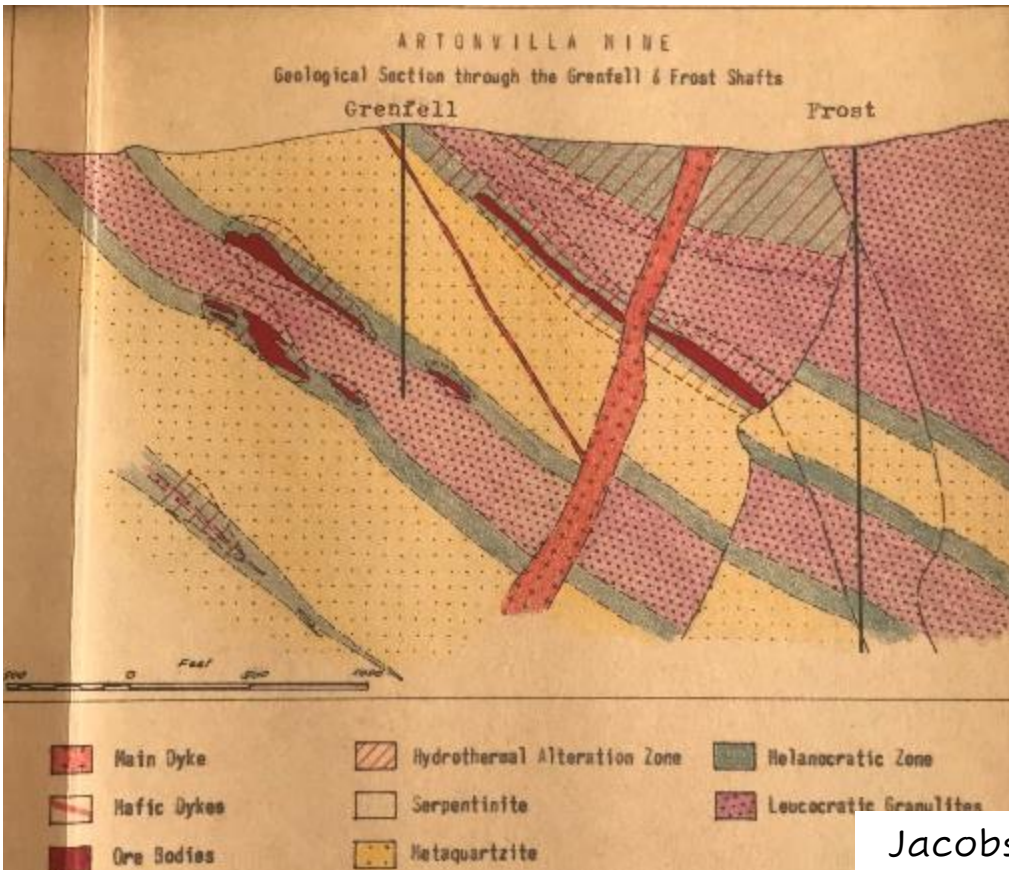 ARTONVILLA MINE
Geological Section through the Grenfell & Frost Shafts
Grenfell Frost
Feet
500 0 500 1000
Main Dyke Hydrothermal Alteration Zone Melanocratic Zone
Mafic Dykes Serpentinite Leucocratic Granulites
Ore Bodies Metaquartzite
Jacobs